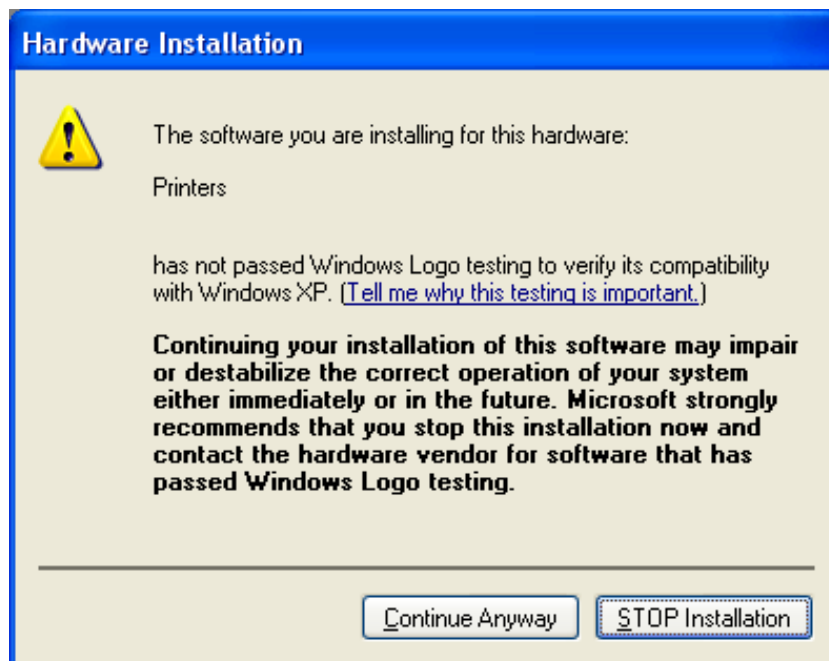 Hardware Installation
The software you are installing for this hardware:
Printers
has not passed Windows Logo testing to verify its compatibility
with Windows XP. (Tell me why this testing is important.)
Continuing your installation of this software may impair
or destabilize the correct operation of your system
either immediately or in the future. Microsoft strongly
recommends that you stop this installation now and
contact the hardware vendor for software that has
passed Windows Logo testing.
Continue Anyway STOP Installation